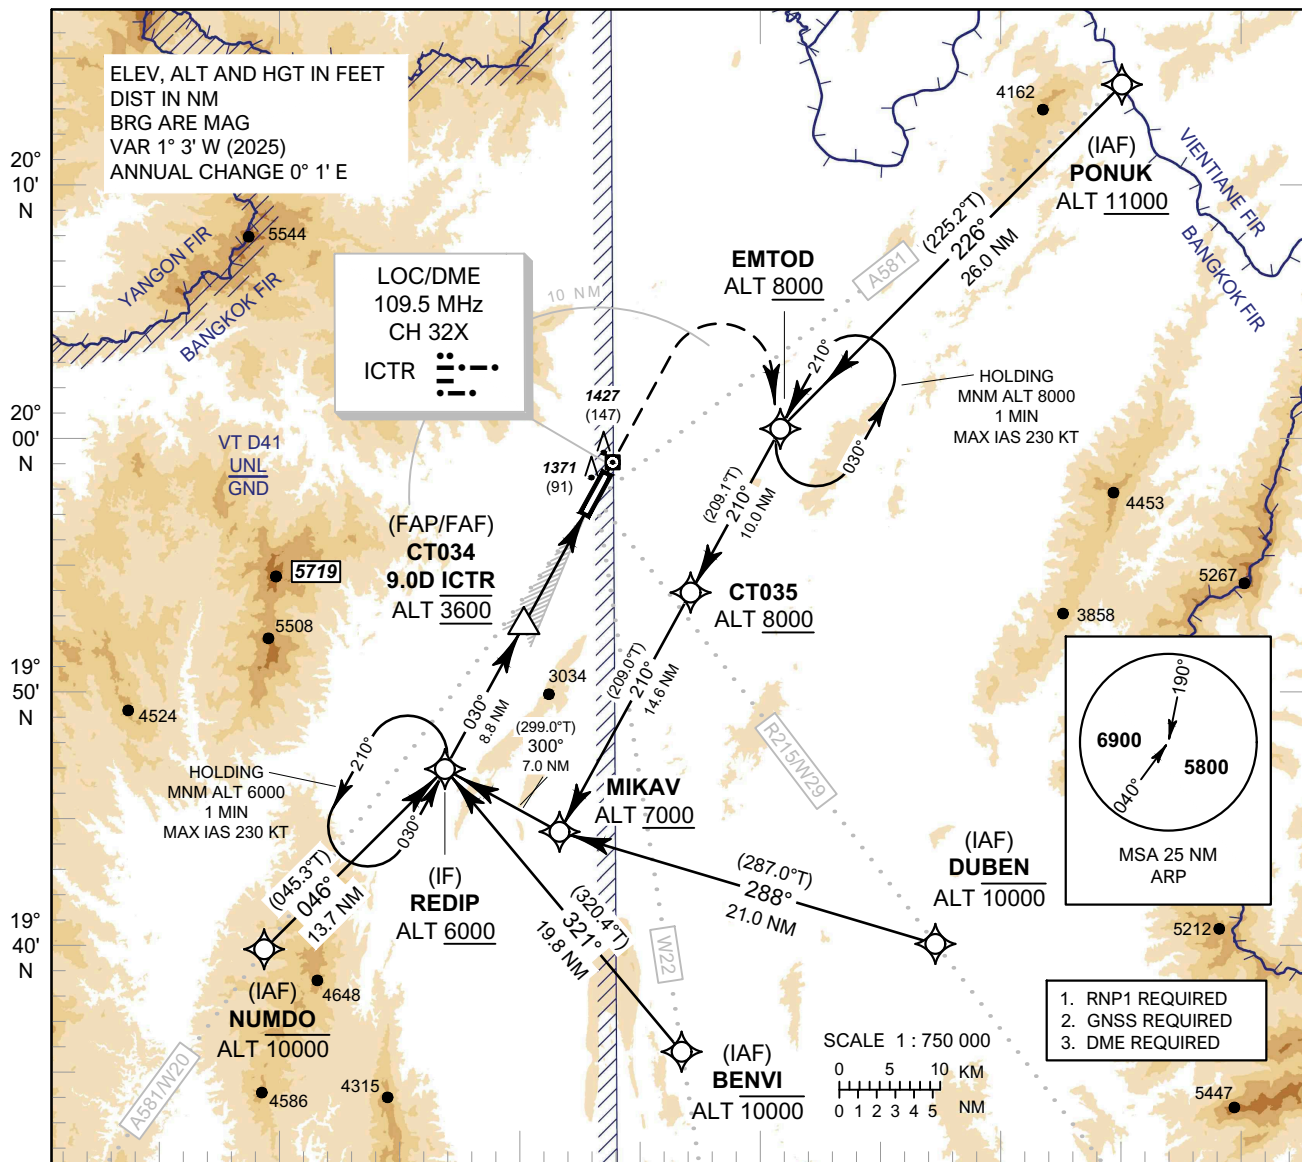 ELEV, ALT AND HGT IN FEET
DIST IN NM
BRG ARE MAG
VAR 1° 3' W (2025)
ANNUAL CHANGE 0° 1' E
20°
10'
N
20°
00'
N
19°
50'
N
19°
40'
N
4162
(IAF)
PONUK
ALT 11000
VIENTIANE FIR
BANGKOK FIR
YANGON FIR
BANGKOK FIR
5544
LOC/DME
109.5 MHz
CH 32X
ICTR
10 NM
EMTOD
ALT 8000
A581
(225.2°T)
226°
26.0 NM
210°
030°
HOLDING
MNM ALT 8000
1 MIN
MAX IAS 230 KT
1427
(147)
1371
(91)
VT D41
UNL
GND
(FAP/FAF)
CT034
9.0D ICTR
ALT 3600
(209.1°T)
210°
10.0 NM
4453
5267
3858
5719
5508
4524
CT035
ALT 8000
(209.0°T)
210°
14.6 NM
3034
030°
8.8 NM
(299.0°T)
300°
7.0 NM
R215/W29
190°
6900
5800
040°
MSA 25 NM
ARP
HOLDING
MNM ALT 6000
1 MIN
MAX IAS 230 KT
210°
030°
MIKAV
ALT 7000
(IF)
REDIP
ALT 6000
(045.3°T)
046°
13.7 NM
(320.4°T)
321°
19.8 NM
(287.0°T)
288°
21.0 NM
(IAF)
DUBEN
ALT 10000
W22
5212
(IAF)
NUMDO
ALT 10000
4648
4586
4315
A581/W20
(IAF)
BENVI
ALT 10000
SCALE 1 : 750 000
0 5 10 KM
0 1 2 3 4 5 NM
1. RNP1 REQUIRED
2. GNSS REQUIRED
3. DME REQUIRED
5447